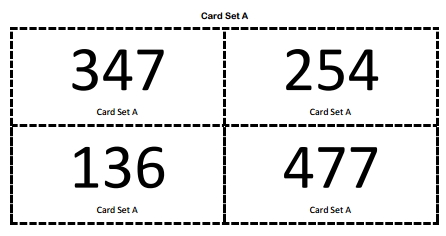 Card Set A
347 254
Card Set A Card Set A
136 477
Card Set A Card Set A